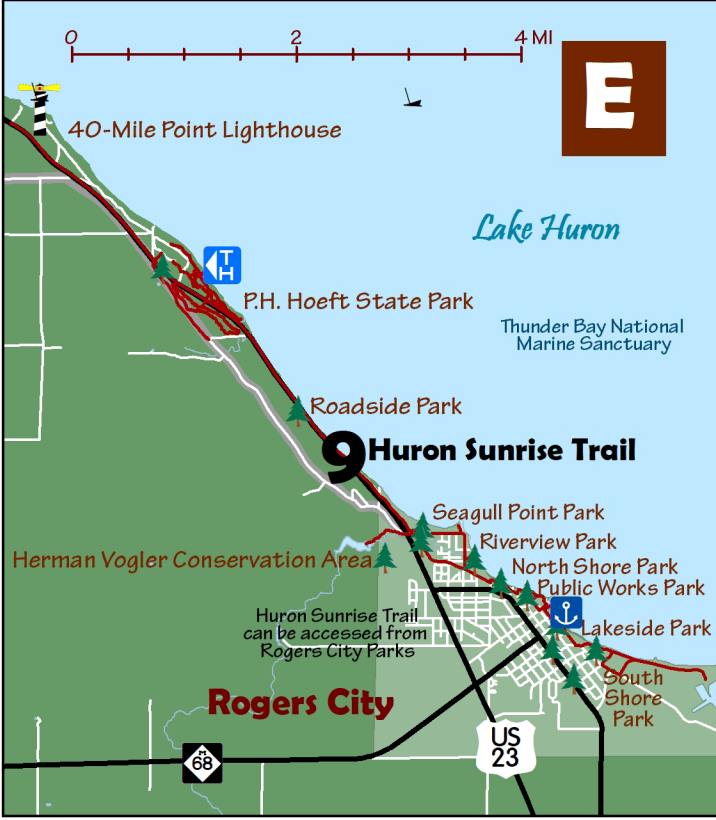 0 2 4 MI
E
40-Mile Point Lighthouse
Lake Huron
T
H
P.H. Hoeft State Park
Thunder Bay National
Marine Sanctuary
Roadside Park
9 Huron Sunrise Trail
Seagull Point Park
Riverview Park
Herman Vogler Conservation Area
North Shore Park
Public Works Park
Huron Sunrise Trail
can be accessed from
Rogers City Parks
Lakeside Park
South
Shore
Park
Rogers City
US
23
M
68